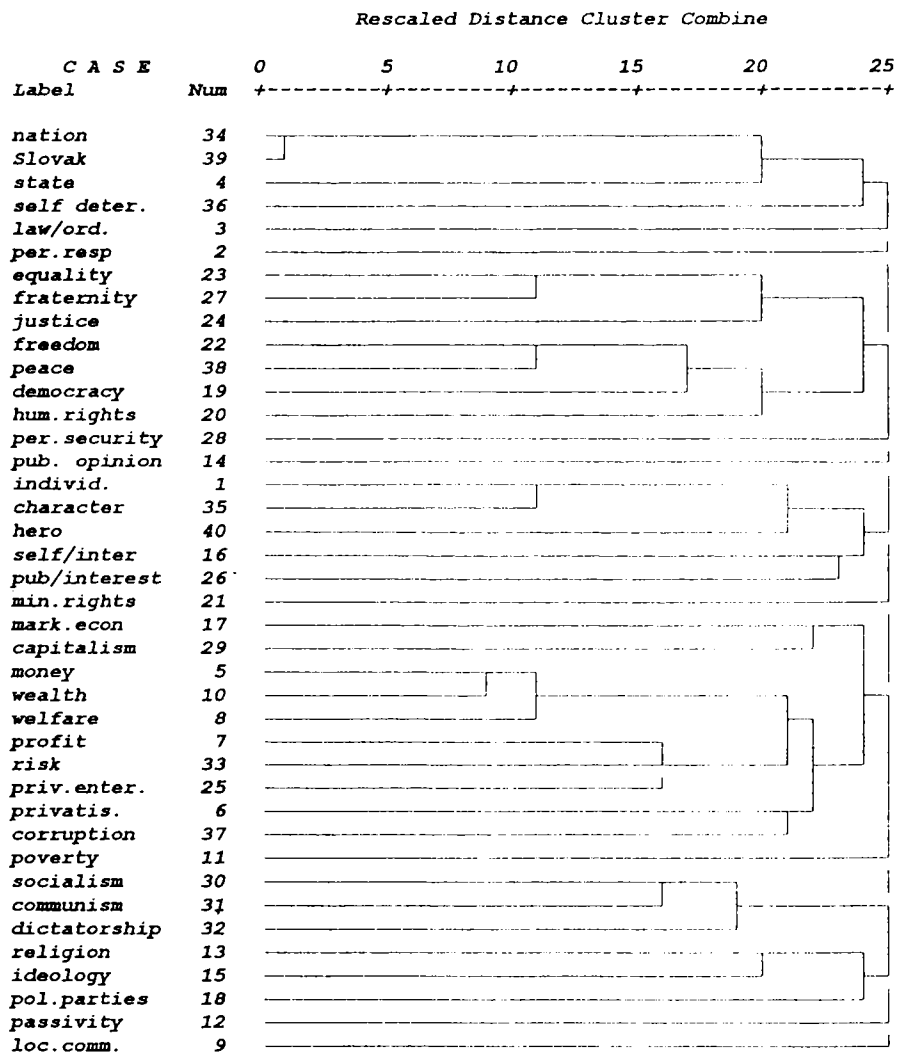 Rescaled Distance Cluster Combine
C A S E 0 5 10 15 20 25
Label Num +---------+---------+---------+---------+---------+
nation 34
Slovak 39
state 4
self deter. 36
law/ord. 3
per.resp 2
equality 23
fraternity 27
justice 24
freedom 22
peace 38
democracy 19
hum.rights 20
per.security 28
pub. opinion 14
individ. 1
character 35
hero 40
self/inter 16
pub/interest 26
min.rights 21
mark.econ 17
capitalism 29
money 5
wealth 10
welfare 8
profit 7
risk 33
priv.enter. 25
privatis. 6
corruption 37
poverty 11
socialism 30
communism 31
dictatorship 32
religion 13
ideology 15
pol.parties 18
passivity 12
loc.comm. 9